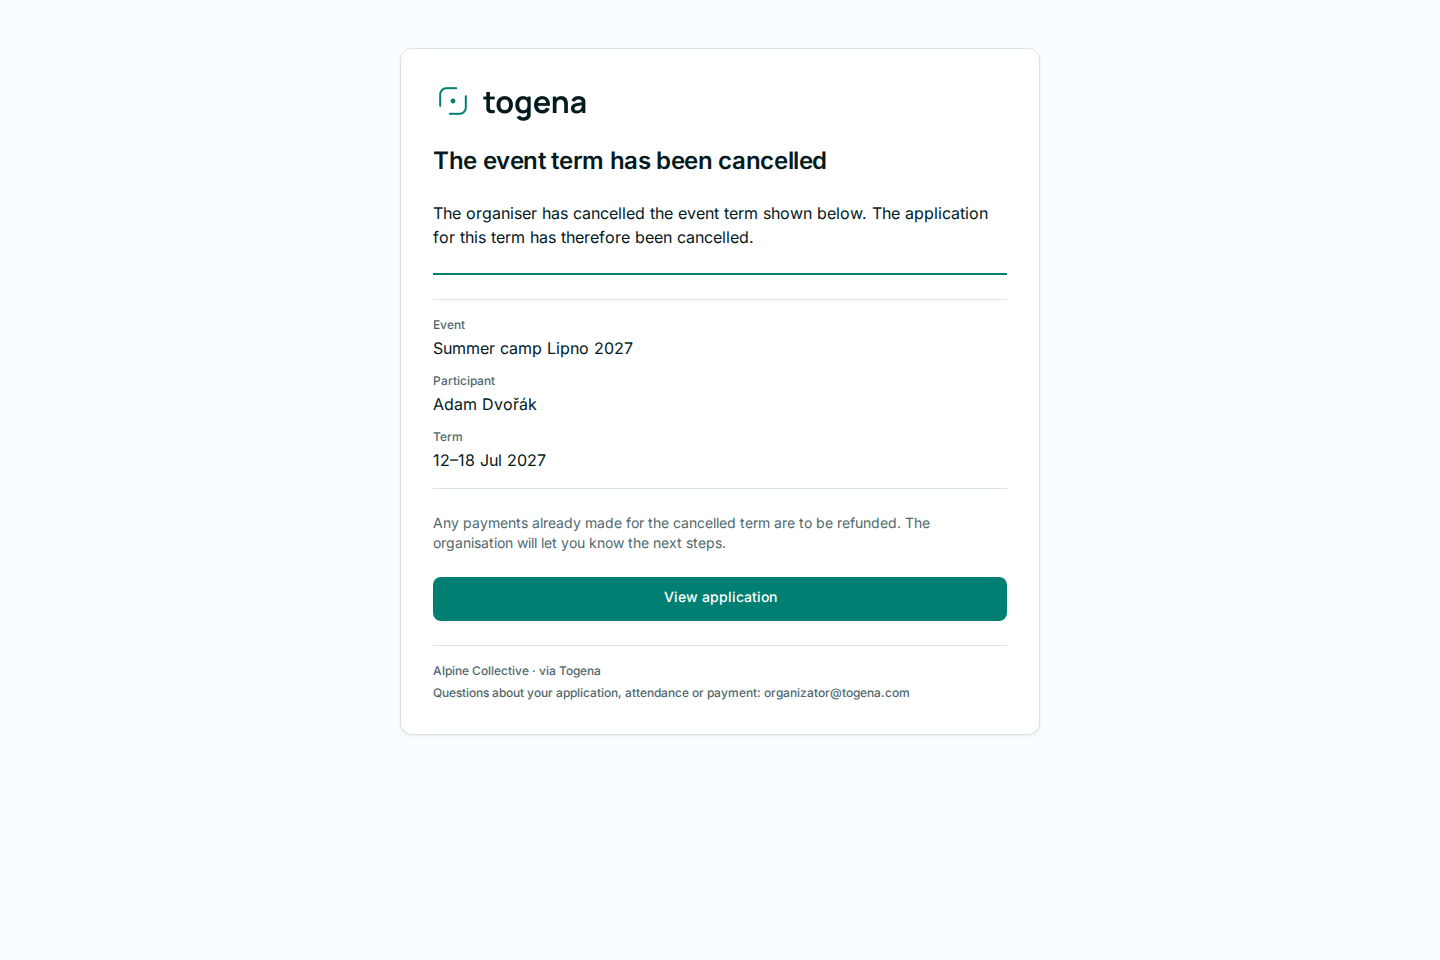 togena
The event term has been cancelled
The organiser has cancelled the event term shown below. The application
for this term has therefore been cancelled.
Event
Summer camp Lipno 2027
Participant
Adam Dvořák
Term
12–18 Jul 2027
Any payments already made for the cancelled term are to be refunded. The
organisation will let you know the next steps.
View application
Alpine Collective · via Togena
Questions about your application, attendance or payment: organizator@togena.com